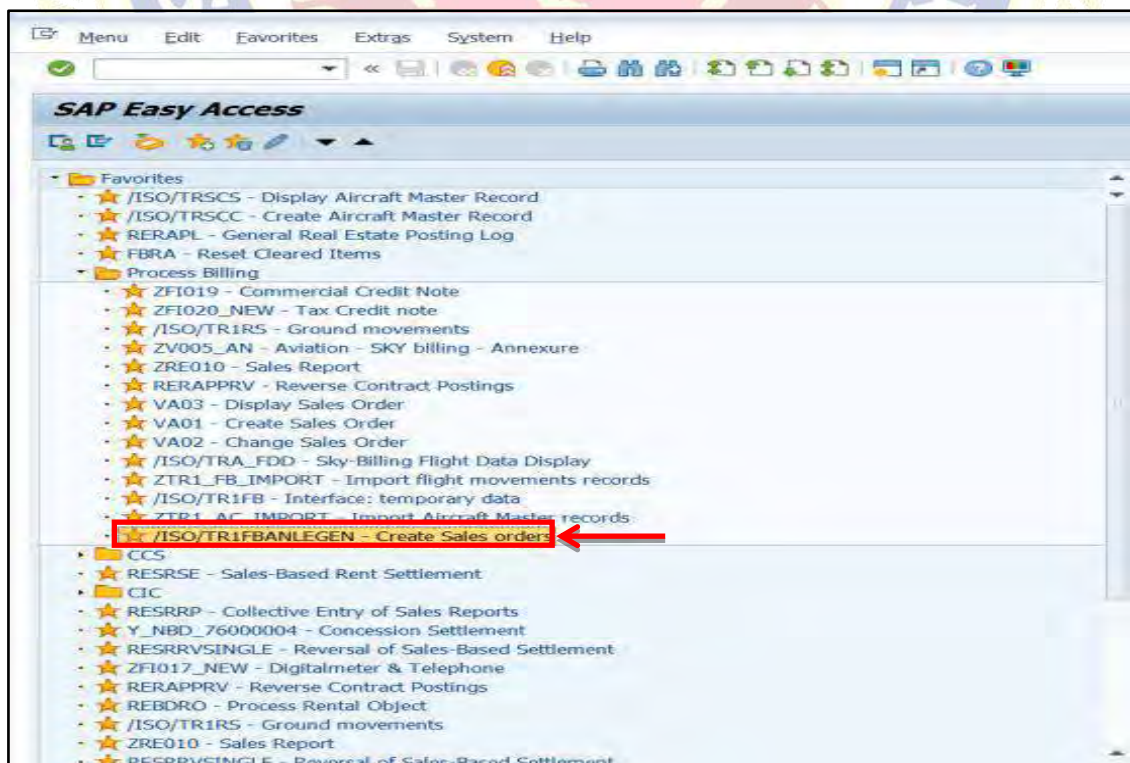 Menu Edit Favorites Extras System Help
SAP Easy Access
Favorites
/ISO/TRSCS - Display Aircraft Master Record
/ISO/TRSCC - Create Aircraft Master Record
RERAPL - General Real Estate Posting Log
FBRA - Reset Cleared Items
Process Billing
ZFI019 - Commercial Credit Note
ZFI020_NEW - Tax Credit note
/ISO/TR1RS - Ground movements
ZV005_AN - Aviation - SKY billing - Annexure
ZRE010 - Sales Report
RERAPPRV - Reverse Contract Postings
VA03 - Display Sales Order
VA01 - Create Sales Order
VA02 - Change Sales Order
/ISO/TRA_FDD - Sky-Billing Flight Data Display
ZTR1_FB_IMPORT - Import flight movements records
/ISO/TR1FB - Interface: temporary data
ZTR1_AC_IMPORT - Import Aircraft Master records
/ISO/TR1FBANLEGEN - Create Sales orders
CCS
RESRSE - Sales-Based Rent Settlement
CIC
RESRRP - Collective Entry of Sales Reports
Y_NBD_76000004 - Concession Settlement
RESRRVSINGLE - Reversal of Sales-Based Settlement
ZFI017_NEW - Digitalmeter & Telephone
RERAPPRV - Reverse Contract Postings
REBDRO - Process Rental Object
/ISO/TR1RS - Ground movements
ZRE010 - Sales Report
RESRRVSINGLE - Reversal of Sales-Based Settlement